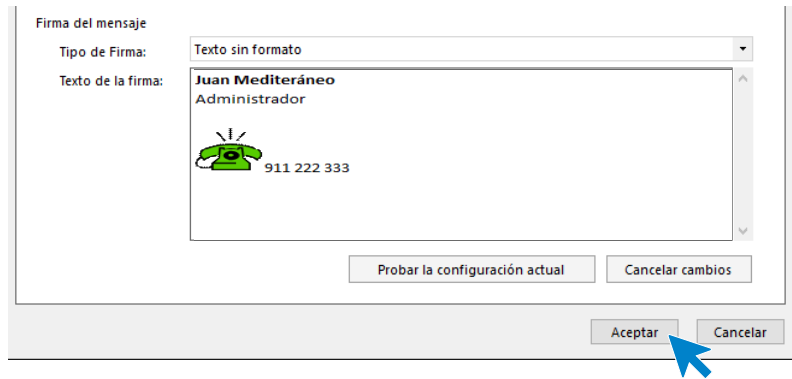 Firma del mensaje
Tipo de Firma: Texto sin formato
Texto de la firma: Juan Mediteráneo
Administrador
911 222 333
Probar la configuración actual Cancelar cambios
Aceptar Cancelar